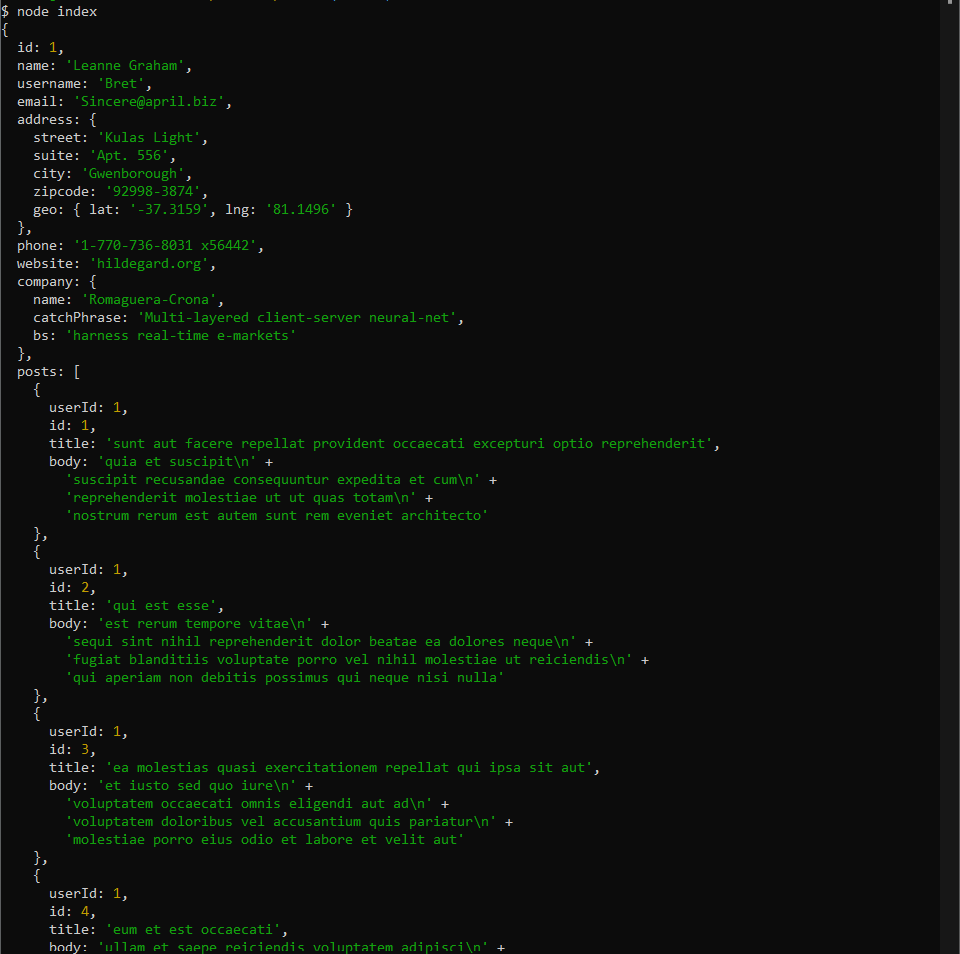 $ node index
{
  id: 1,
  name: 'Leanne Graham',
  username: 'Bret',
  email: 'Sincere@april.biz',
  address: {
    street: 'Kulas Light',
    suite: 'Apt. 556',
    city: 'Gwenborough',
    zipcode: '92998-3874',
    geo: { lat: '-37.3159', lng: '81.1496' }
  },
  phone: '1-770-736-8031 x56442',
  website: 'hildegard.org',
  company: {
    name: 'Romaguera-Crona',
    catchPhrase: 'Multi-layered client-server neural-net',
    bs: 'harness real-time e-markets'
  },
  posts: [
    {
      userId: 1,
      id: 1,
      title: 'sunt aut facere repellat provident occaecati excepturi optio reprehenderit',
      body: 'quia et suscipit\n' +
        'suscipit recusandae consequuntur expedita et cum\n' +
        'reprehenderit molestiae ut ut quas totam\n' +
        'nostrum rerum est autem sunt rem eveniet architecto'
    },
    {
      userId: 1,
      id: 2,
      title: 'qui est esse',
      body: 'est rerum tempore vitae\n' +
        'sequi sint nihil reprehenderit dolor beatae ea dolores neque\n' +
        'fugiat blanditiis voluptate porro vel nihil molestiae ut reiciendis\n' +
        'qui aperiam non debitis possimus qui neque nisi nulla'
    },
    {
      userId: 1,
      id: 3,
      title: 'ea molestias quasi exercitationem repellat qui ipsa sit aut',
      body: 'et iusto sed quo iure\n' +
        'voluptatem occaecati omnis eligendi aut ad\n' +
        'voluptatem doloribus vel accusantium quis pariatur\n' +
        'molestiae porro eius odio et labore et velit aut'
    },
    {
      userId: 1,
      id: 4,
      title: 'eum et est occaecati',
      body: 'ullam et saepe reiciendis voluptatem adipisci\n' +